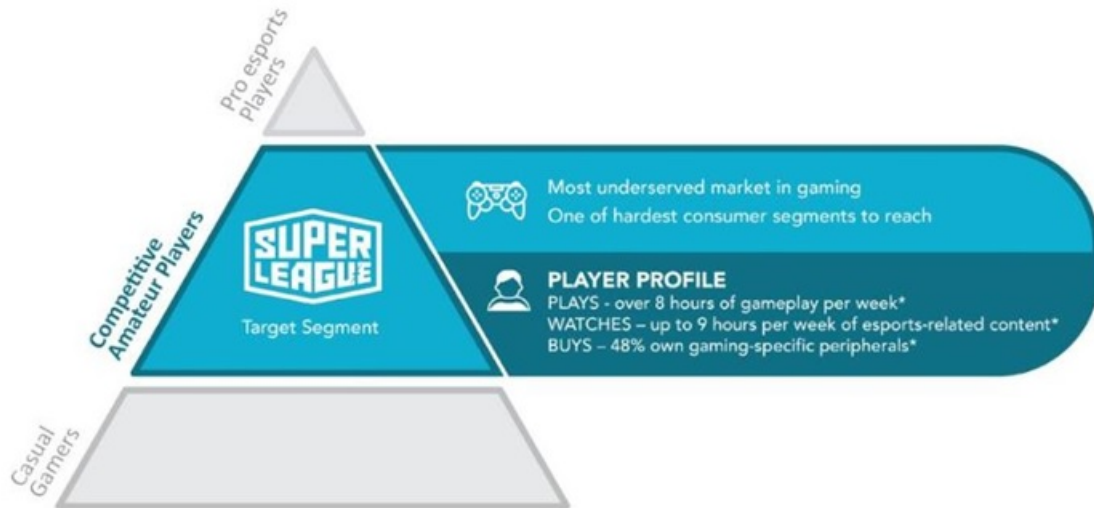 Pro esports
Players
Competitive
Amateur Players
Casual
Gamers
SUPER
LEAGUE
Target Segment
Most underserved market in gaming
One of hardest consumer segments to reach
PLAYER PROFILE
PLAYS - over 8 hours of gameplay per week*
WATCHES – up to 9 hours per week of esports-related content*
BUYS – 48% own gaming-specific peripherals*